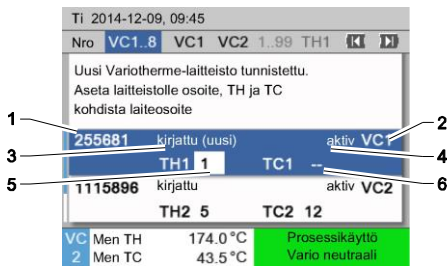 Ti 2014-12-09, 09:45
Nro VC1..8 VC1 VC2 1..99 TH1
Uusi Variotherme-laitteisto tunnistettu.
Aseta laitteistolle osoite, TH ja TC
kohdista laiteosoite
1
2
255681 kirjattu (uusi) aktiv VC1
3
4
TH1 1 TC1 --
5
6
1115896 kirjattu aktiv VC2
TH2 5 TC2 12
VC Men TH 174.0 °C Prosessikäyttö
2 Men TC 43.5 °C Vario neutraali